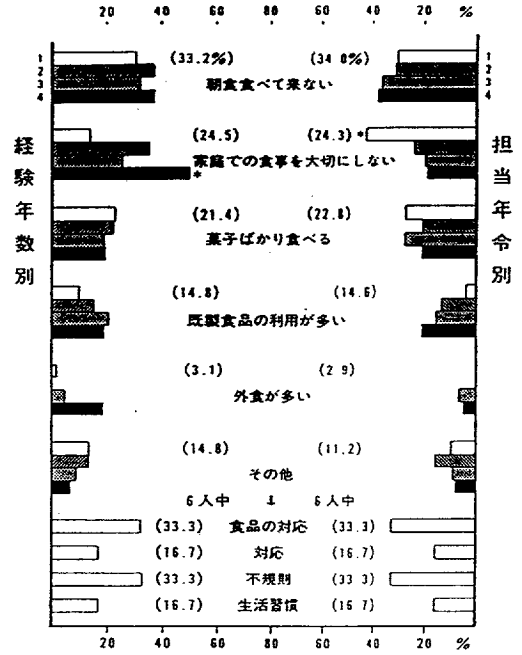 20 40 60 80 60 40 20 %
1 (33.2%) (34.0%) 1
2 2
3 朝食食べて来ない 3
4 4
(24.5) (24.3) *
家庭での食事を大切にしない
*
(21.4) (22.8)
菓子ばかり食べる
(14.8) (14.6)
既製食品の利用が多い
(3.1) (2 9)
外食が多い
(14.8) (11.2)
その他
6人中 ↓ 6人中
(33.3) 食品の対応 (33.3)
(16.7) 対応 (16.7)
(33.3) 不規則 (33 3)
(16.7) 生活習慣 (16 7)
20 40 60 80 60 40 20 %
経験年数別
担当年令別